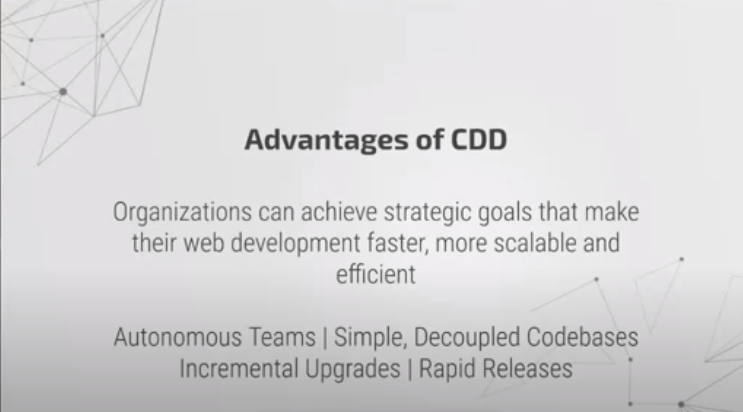 Advantages of CDD
Organizations can achieve strategic goals that make
their web development faster, more scalable and
efficient
Autonomous Teams | Simple, Decoupled Codebases
Incremental Upgrades | Rapid Releases